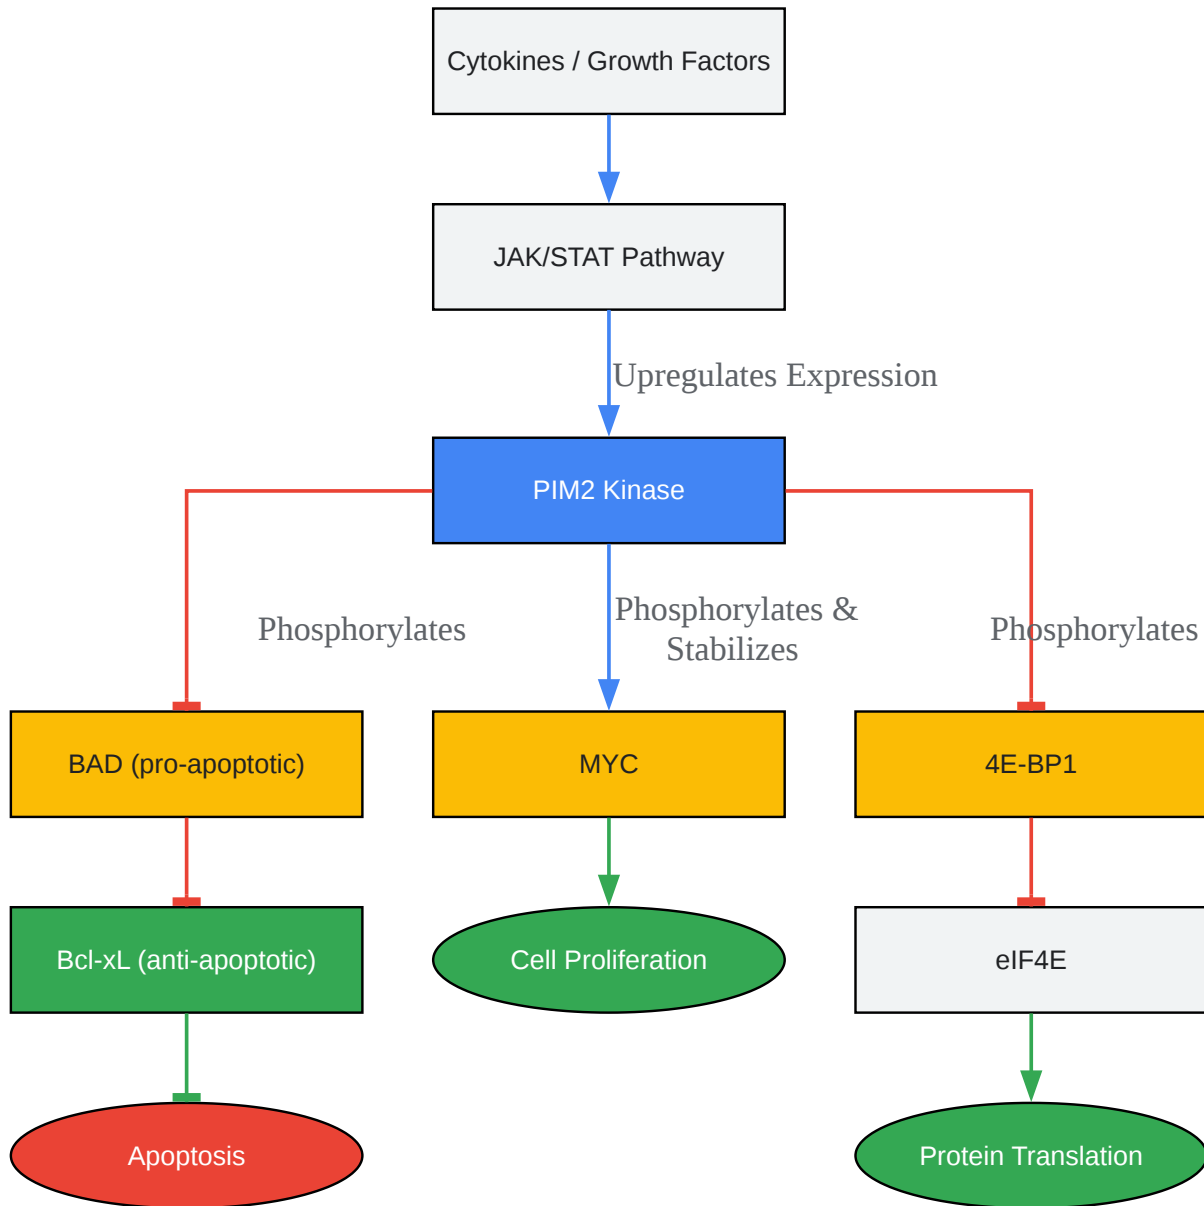 Cytokines / Growth Factors
JAK/STAT Pathway
Upregulates Expression
PIM2 Kinase
Phosphorylates
Phosphorylates &
Stabilizes
Phosphorylates
BAD (pro-apoptotic)
MYC
4E-BP1
Bcl-xL (anti-apoptotic)
Cell Proliferation
eIF4E
Apoptosis
Protein Translation